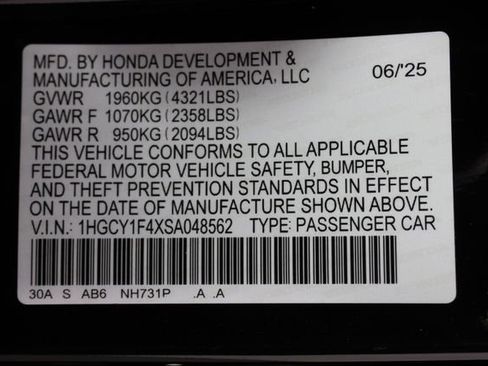 MFD. BY HONDA DEVELOPMENT &
MANUFACTURING OF AMERICA, LLC 06/'25
GVWR 1960KG (4321LBS)
GAWR F 1070KG (2358LBS)
GAWR R 950KG (2094LBS)
THIS VEHICLE CONFORMS TO ALL APPLICABLE
FEDERAL MOTOR VEHICLE SAFETY, BUMPER,
AND THEFT PREVENTION STANDARDS IN EFFECT
ON THE DATE OF MANUFACTURE SHOWN ABOVE.
V.I.N.: 1HGCY1F4XSA048562 TYPE: PASSENGER CAR
30A S AB6 NH731P .A .A